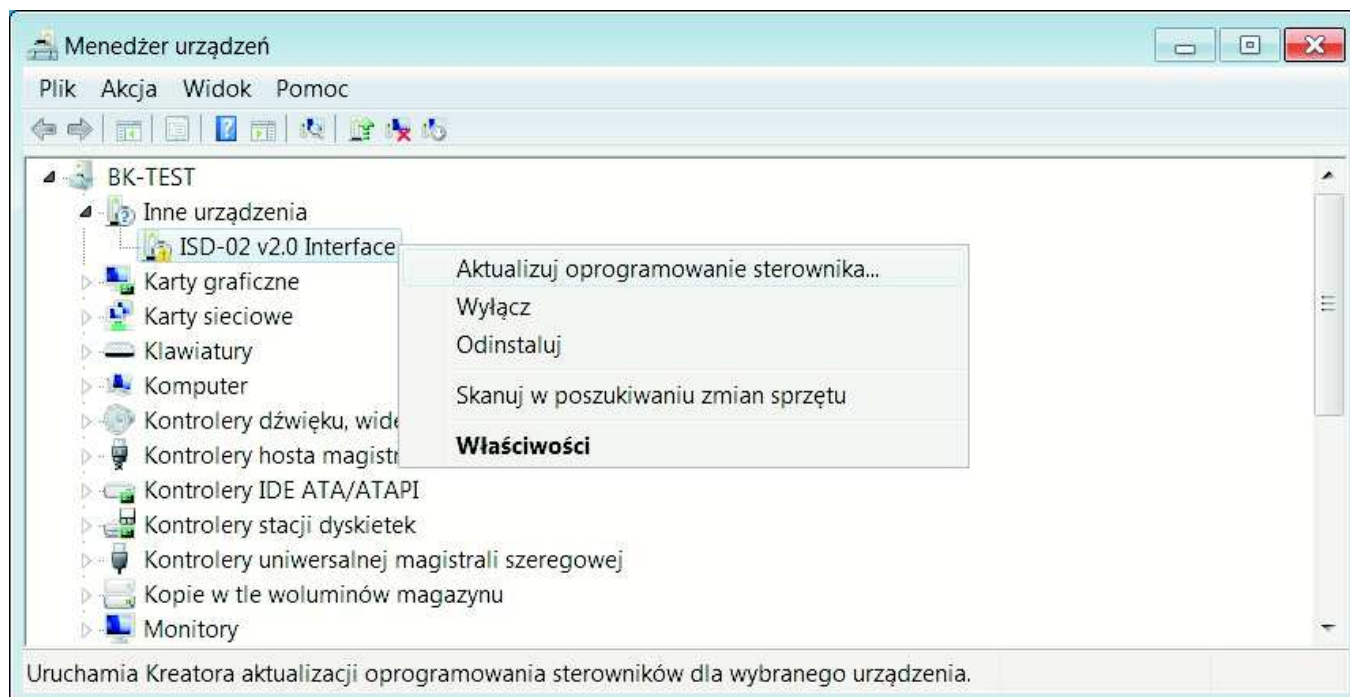 Menedżer urządzeń
Plik Akcja Widok Pomoc
BK-TEST
Inne urządzenia
ISD-02 v2.0 Interface
Aktualizuj oprogramowanie sterownika...
Karty graficzne
Wyłącz
Karty sieciowe
Odinstaluj
Klawiatury
Komputer
Skanuj w poszukiwaniu zmian sprzętu
Kontrolery dźwięku, wide
Właściwości
Kontrolery hosta magistr
Kontrolery IDE ATA/ATAPI
Kontrolery stacji dyskietek
Kontrolery uniwersalnej magistrali szeregowej
Kopie w tle woluminów magazynu
Monitory
Uruchamia Kreatora aktualizacji oprogramowania sterowników dla wybranego urządzenia.